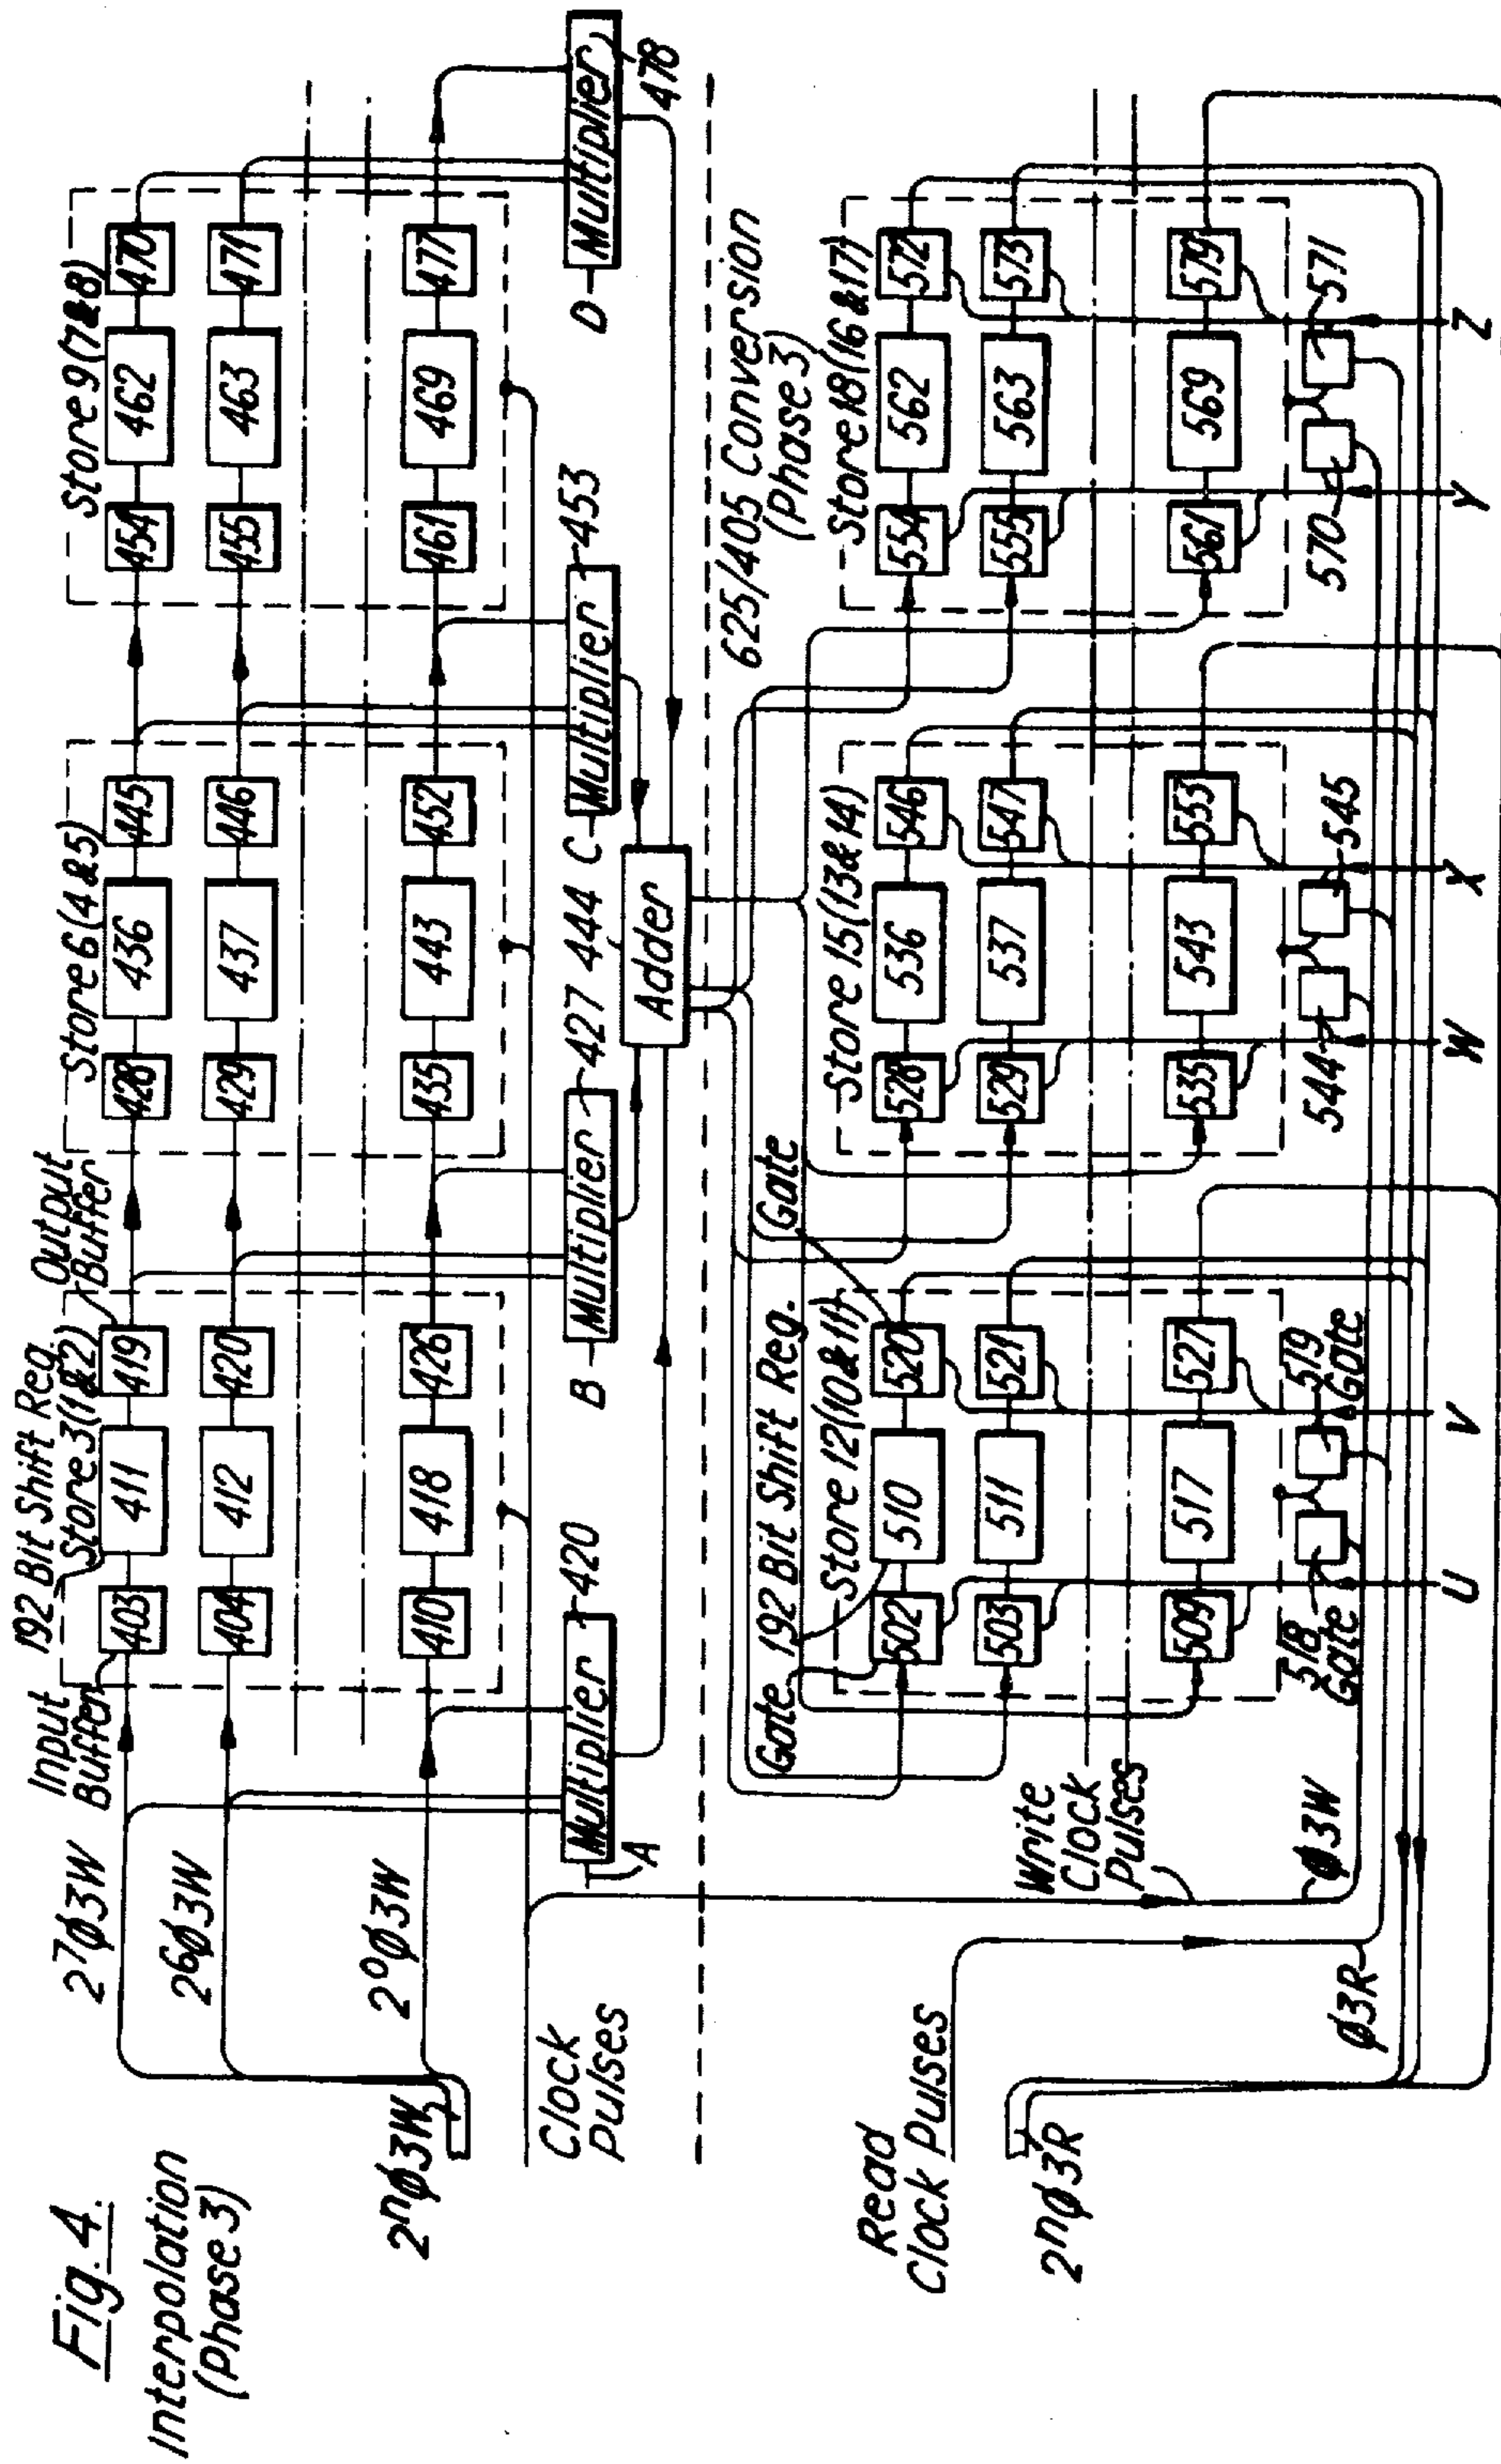 Fig. 4.
Interpolation
(Phase 3)
2⁷φ3W
2⁶φ3W
2⁰φ3W
2ⁿφ3W
Clock
Pulses
Input
Buffer
192 Bit Shift Reg.
Store 3 (1 & 2)
Output
Buffer
403
411
419
404
412
420
410
418
426
Store 6 (4 & 5)
428
436
445
429
437
446
435
443
452
Store 9 (7 & 8)
454
462
470
455
463
471
461
469
477
A
Multiplier
420
B
Multiplier
427
444
C
Multiplier
453
D
Multiplier
478
Adder
625/405 Conversion
(Phase 3)
Read
Clock Pulses
2ⁿφ3R
φ3R
Write
Clock
Pulses
φ3W
Gate
192 Bit Shift Reg.
Gate
Store 12 (10 & 11)
502
510
520
503
511
521
509
517
527
518
Gate
519
Gate
U
V
Store 15 (13 & 14)
528
536
546
529
537
547
535
543
553
544
545
W
X
Store 18 (16 & 17)
554
562
572
555
563
573
561
569
579
570
571
Y
Z